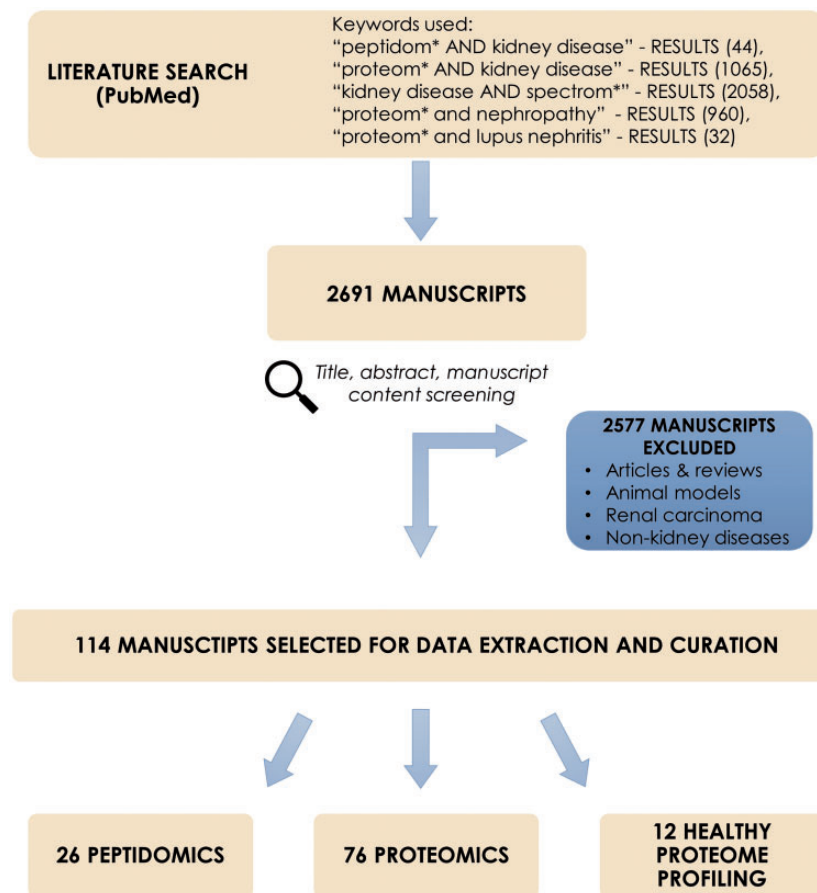 LITERATURE SEARCH
(PubMed)
Keywords used:
“peptidom* AND kidney disease” - RESULTS (44),
“proteom* AND kidney disease” - RESULTS (1065),
“kidney disease AND spectrom*” - RESULTS (2058),
“proteom* and nephropathy” - RESULTS (960),
“proteom* and lupus nephritis” - RESULTS (32)
2691 MANUSCRIPTS
Title, abstract, manuscript
content screening
2577 MANUSCRIPTS
EXCLUDED
• Articles & reviews
• Animal models
• Renal carcinoma
• Non-kidney diseases
114 MANUSCTIPTS SELECTED FOR DATA EXTRACTION AND CURATION
26 PEPTIDOMICS
76 PROTEOMICS
12 HEALTHY
PROTEOME
PROFILING